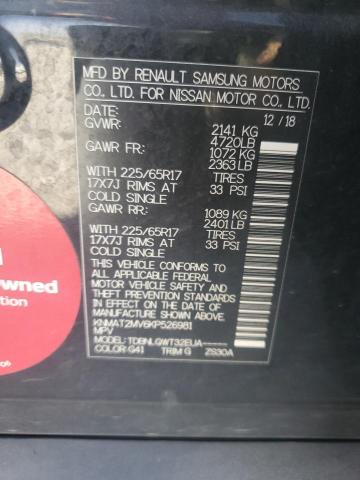 MFD BY RENAULT SAMSUNG MOTORS
CO. LTD. FOR NISSAN MOTOR CO., LTD.
DATE: 12 / 18
GVWR: 2141 KG
4720LB
GAWR FR: 1072 KG
2363 LB
WITH 225/65R17 TIRES
17X7J RIMS AT 33 PSI
COLD SINGLE
GAWR RR: 1089 KG
2401 LB
WITH 225/65R17 TIRES
17X7J RIMS AT 33 PSI
COLD SINGLE
THIS VEHICLE CONFORMS TO
ALL APPLICABLE FEDERAL
MOTOR VEHICLE SAFETY AND
BUMPER STANDARDS IN
EFFECT ON THE DATE OF
MANUFACTURE SHOWN ABOVE.
KNMAT2MV6KP526981
MPV
MODEL: TDBNLGWT32EUA------
COLOR: G41 TRIM: G ZS30A
wned
tion
06